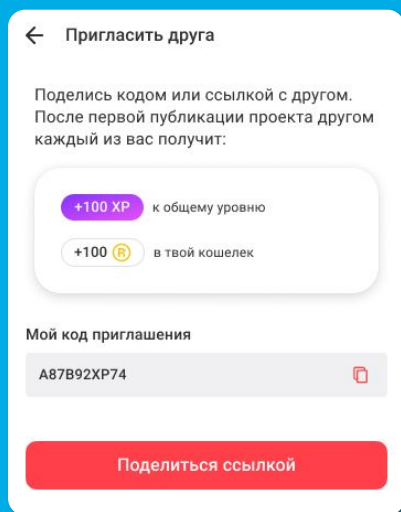 Пригласить друга
Поделись кодом или ссылкой с другом.
После первой публикации проекта другом
каждый из вас получит:
+100 XP к общему уровню
+100 R в твой кошелек
Мой код приглашения
A87B92XP74
Поделиться ссылкой